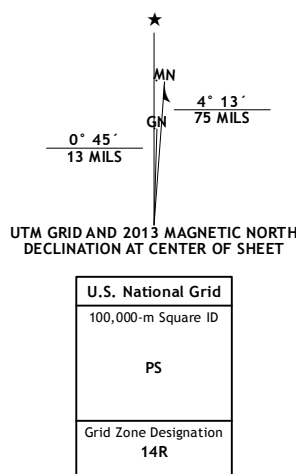 ★
MN
GN
4° 13´
75 MILS
0° 45´
13 MILS
UTM GRID AND 2013 MAGNETIC NORTH
DECLINATION AT CENTER OF SHEET
U.S. National Grid
100,000-m Square ID
PS
Grid Zone Designation
14R